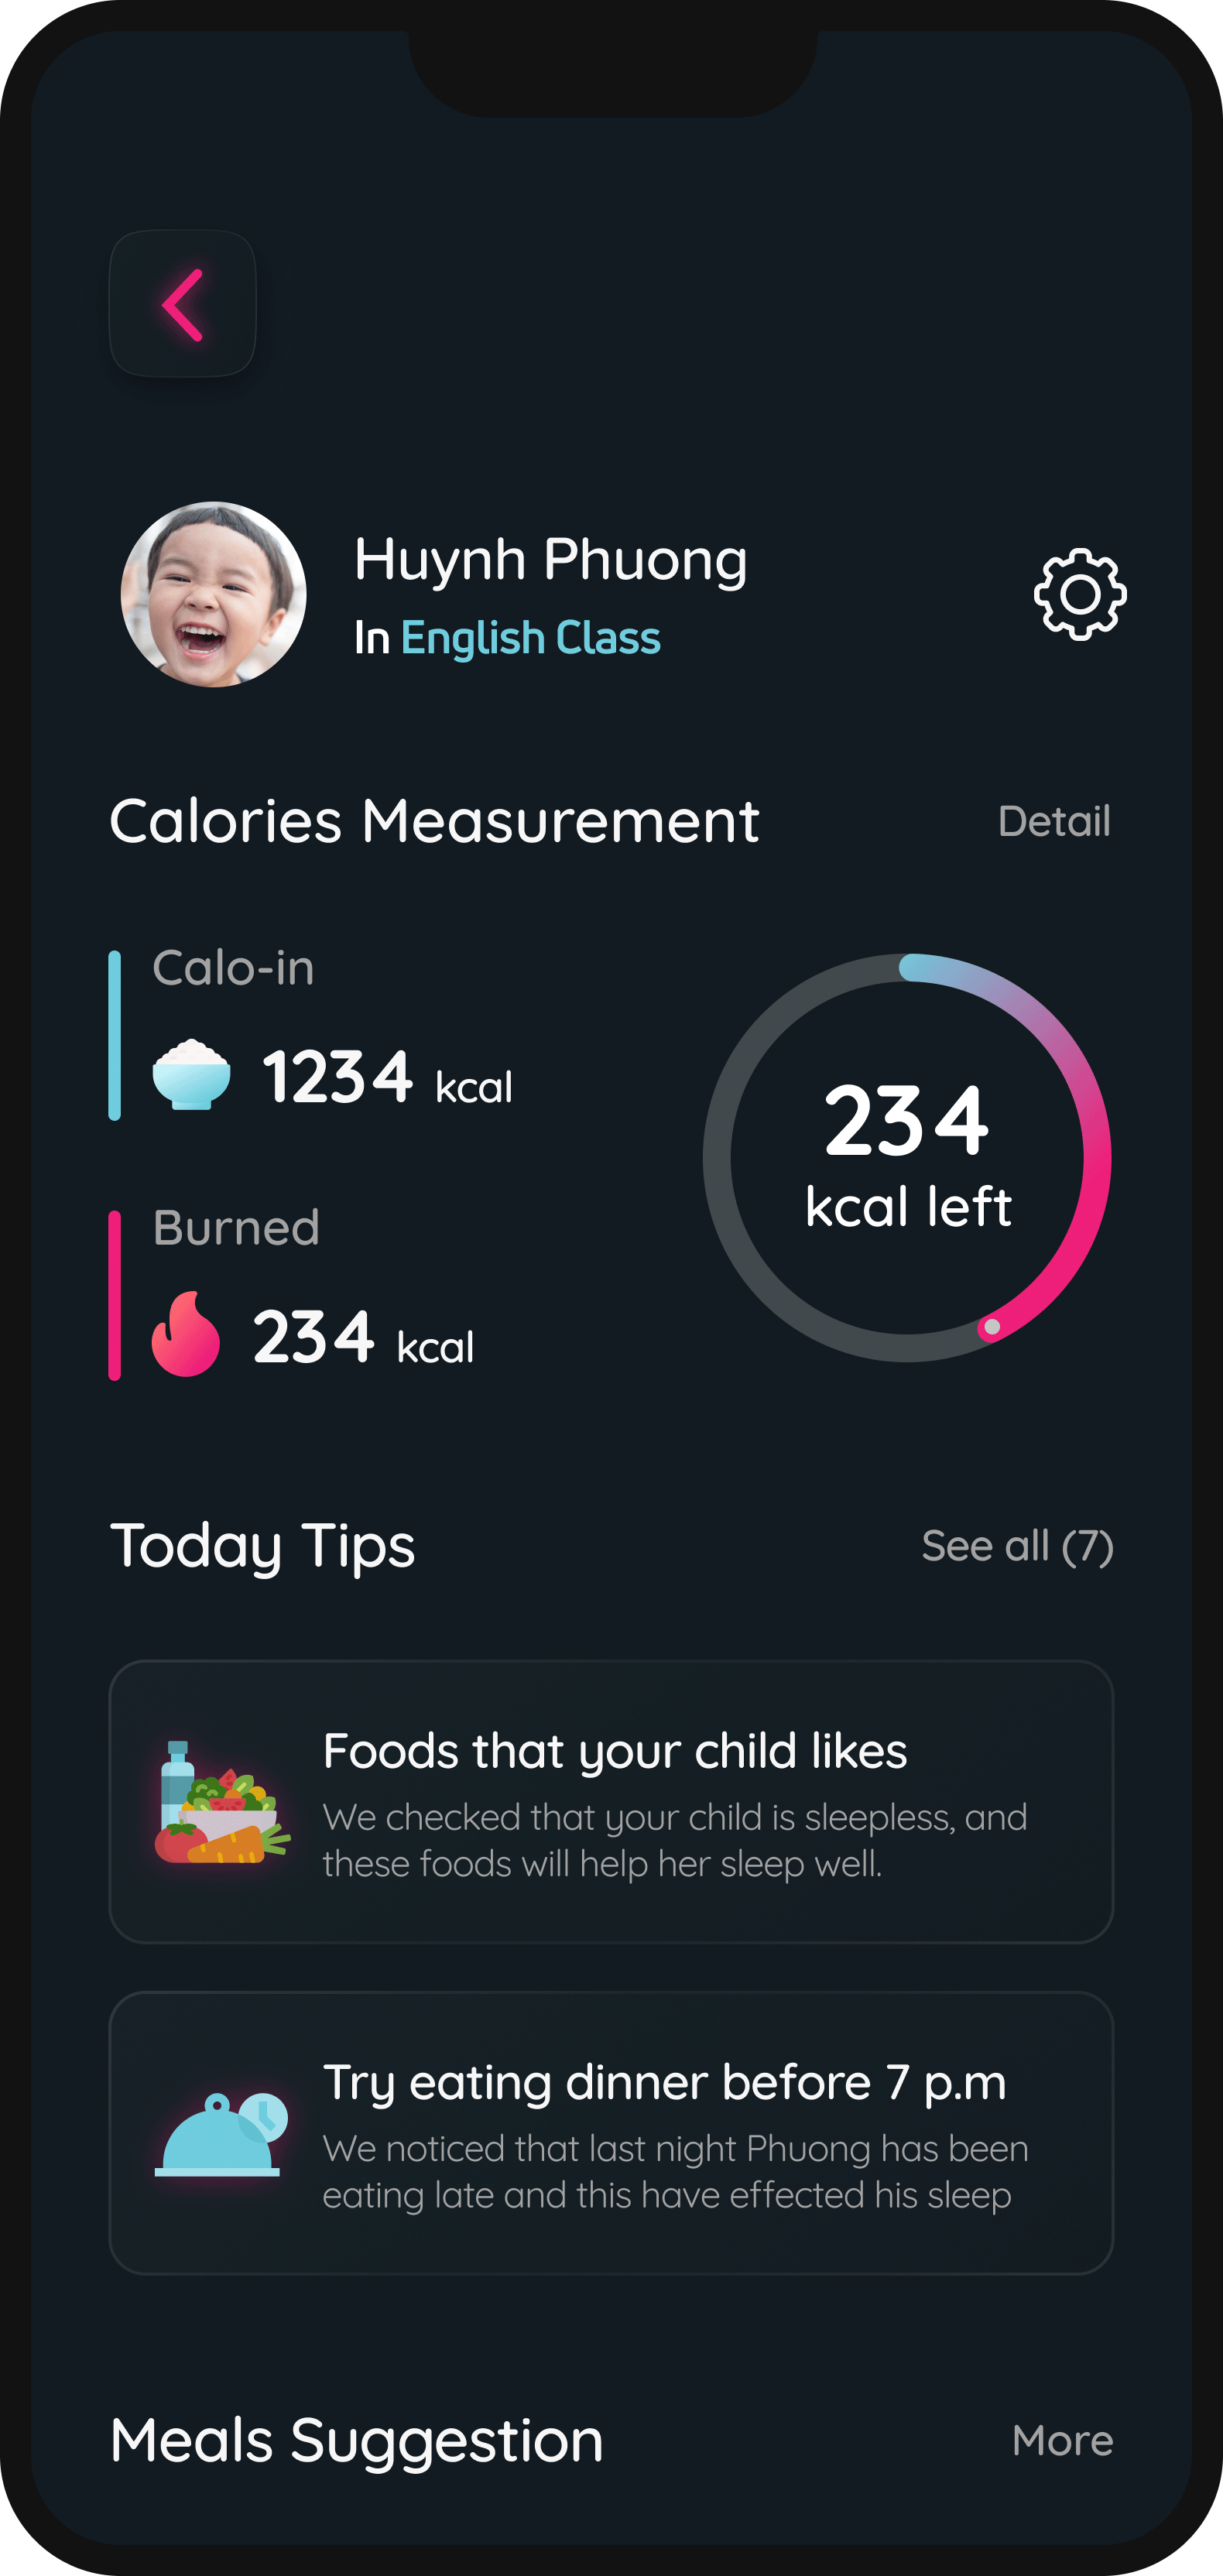 Huynh Phuong
In English Class
Calories Measurement
Detail
Calo-in
1234 kcal
Burned
234 kcal
234
kcal left
Today Tips
See all (7)
Foods that your child likes
We checked that your child is sleepless, and
these foods will help her sleep well.
Try eating dinner before 7 p.m
We noticed that last night Phuong has been
eating late and this have effected his sleep
Meals Suggestion
More